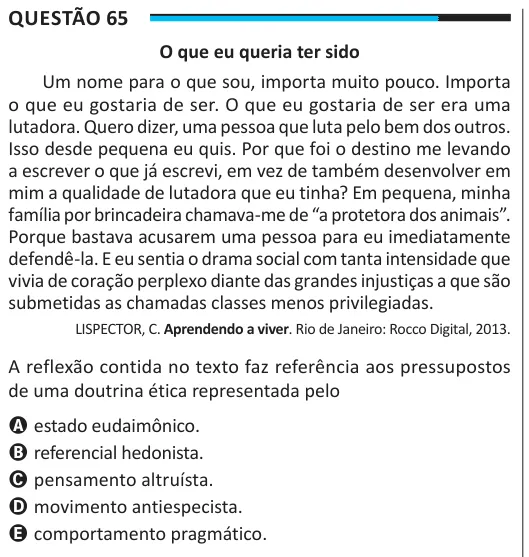 QUESTÃO 65
O que eu queria ter sido
Um nome para o que sou, importa muito pouco. Importa
o que eu gostaria de ser. O que eu gostaria de ser era uma
lutadora. Quero dizer, uma pessoa que luta pelo bem dos outros.
Isso desde pequena eu quis. Por que foi o destino me levando
a escrever o que já escrevi, em vez de também desenvolver em
mim a qualidade de lutadora que eu tinha? Em pequena, minha
família por brincadeira chamava-me de “a protetora dos animais”.
Porque bastava acusarem uma pessoa para eu imediatamente
defendê-la. E eu sentia o drama social com tanta intensidade que
vivia de coração perplexo diante das grandes injustiças a que são
submetidas as chamadas classes menos privilegiadas.
LISPECTOR, C. Aprendendo a viver. Rio de Janeiro: Rocco Digital, 2013.
A reflexão contida no texto faz referência aos pressupostos
de uma doutrina ética representada pelo
A estado eudaimônico.
B referencial hedonista.
C pensamento altruísta.
D movimento antiespecista.
E comportamento pragmático.